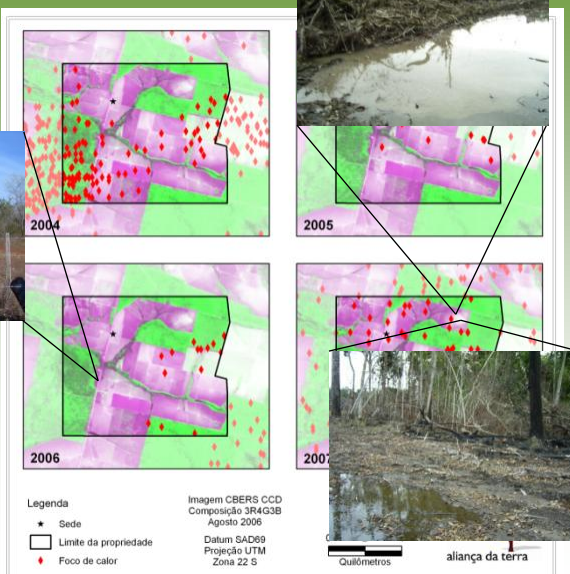 2004
2005
2006
2007
Legenda
Sede
Limite da propriedade
Foco de calor
Imagem CBERS CCD
Composição 3R4G3B
Agosto 2006
Datum SAD69
Projeção UTM
Zona 22 S
0
Quilômetros
aliança da terra